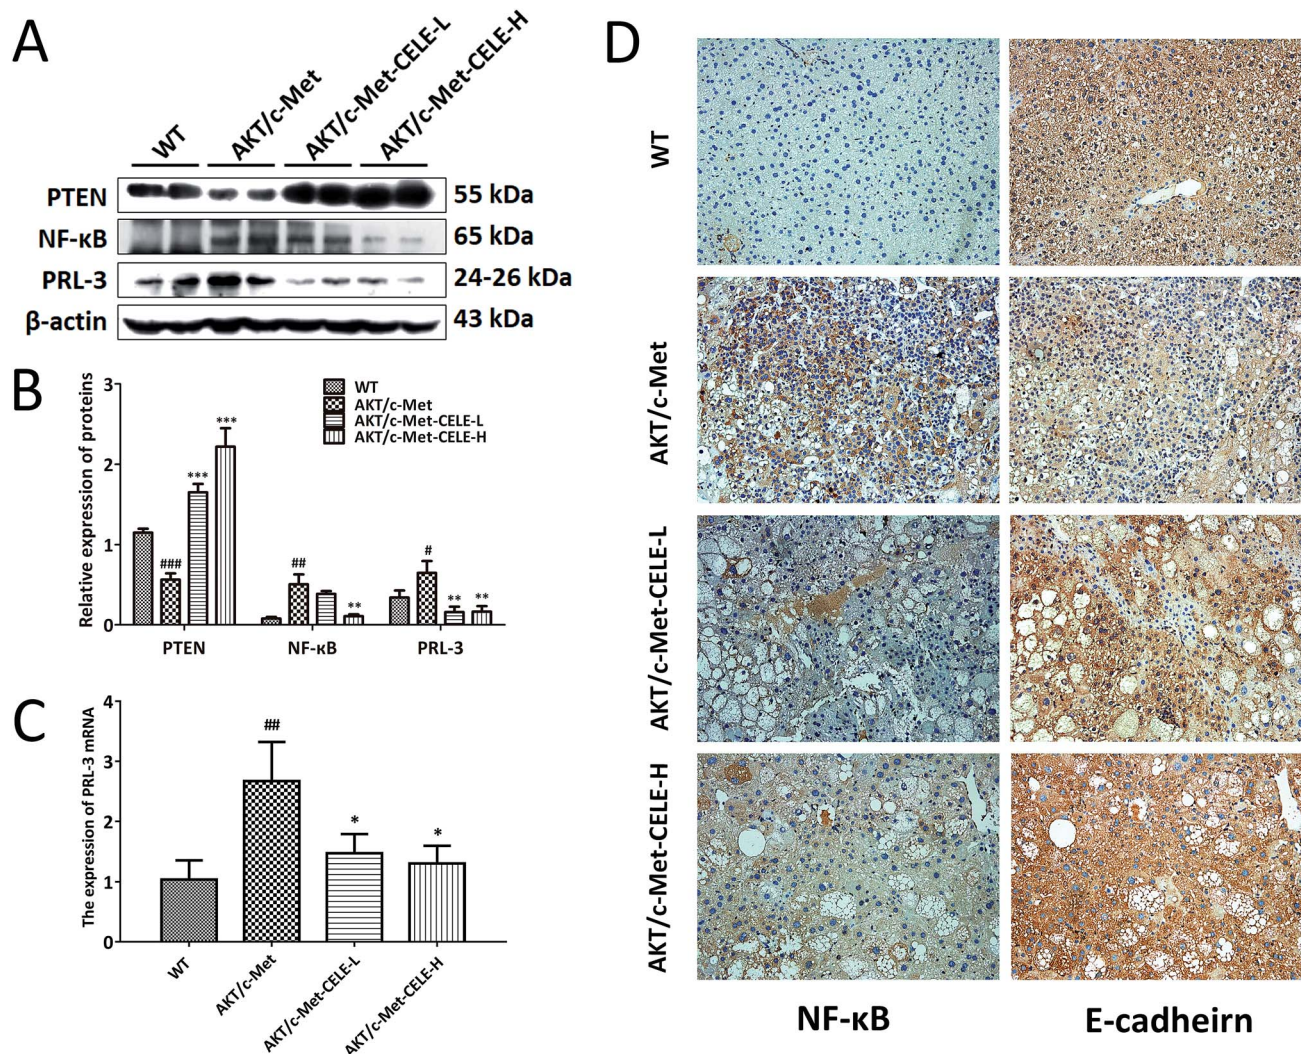 A
WT
AKT/c-Met
AKT/c-Met-CELE-L
AKT/c-Met-CELE-H
PTEN
55 kDa
NF-κB
65 kDa
PRL-3
24-26 kDa
β-actin
43 kDa
B
Relative expression of proteins
3
2
1
0
WT
AKT/c-Met
AKT/c-Met-CELE-L
AKT/c-Met-CELE-H
###
***
***
##
**
#
**
**
PTEN
NF-κB
PRL-3
C
The expression of PRL-3 mRNA
4
3
2
1
0
##
*
*
WT
AKT/c-Met
AKT/c-Met-CELE-L
AKT/c-Met-CELE-H
D
WT
AKT/c-Met
AKT/c-Met-CELE-L
AKT/c-Met-CELE-H
NF-κB
E-cadheirn